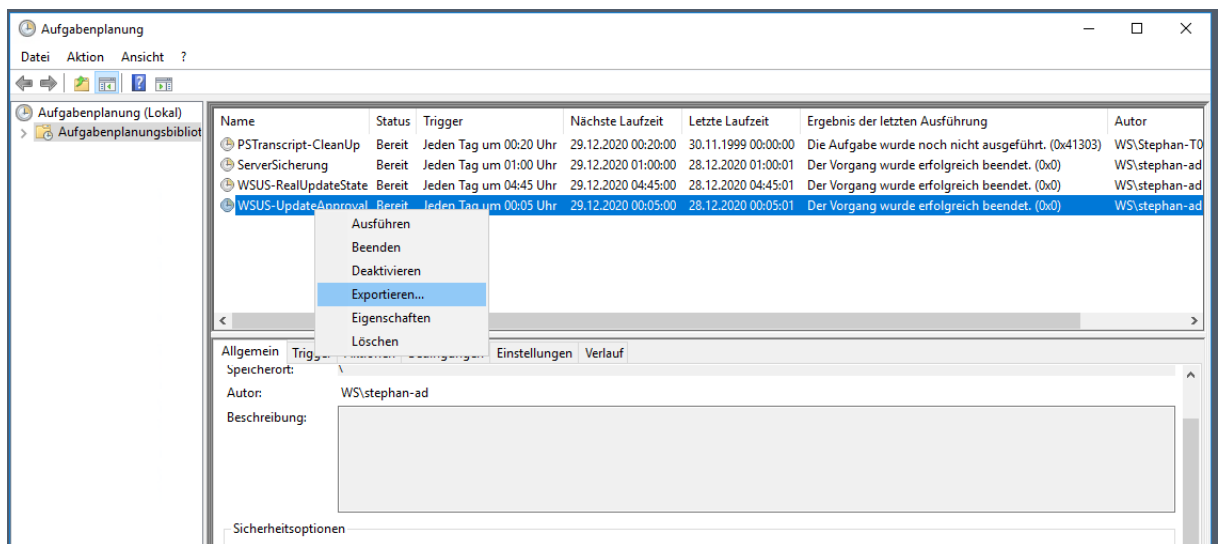 Aufgabenplanung
Datei Aktion Ansicht ?
Aufgabenplanung (Lokal)
Aufgabenplanungsbibliot
Name Status Trigger Nächste Laufzeit Letzte Laufzeit Ergebnis der letzten Ausführung Autor
PSTranscript-CleanUp Bereit Jeden Tag um 00:20 Uhr 29.12.2020 00:20:00 30.11.1999 00:00:00 Die Aufgabe wurde noch nicht ausgeführt. (0x41303) WS\Stephan-T0
ServerSicherung Bereit Jeden Tag um 01:00 Uhr 29.12.2020 01:00:00 28.12.2020 01:00:01 Der Vorgang wurde erfolgreich beendet. (0x0) WS\stephan-ad
WSUS-RealUpdateState Bereit Jeden Tag um 04:45 Uhr 29.12.2020 04:45:00 28.12.2020 04:45:01 Der Vorgang wurde erfolgreich beendet. (0x0) WS\stephan-ad
WSUS-UpdateApproval Bereit Jeden Tag um 00:05 Uhr 29.12.2020 00:05:00 28.12.2020 00:05:01 Der Vorgang wurde erfolgreich beendet. (0x0) WS\stephan-ad
Ausführen
Beenden
Deaktivieren
Exportieren...
Eigenschaften
Löschen
Allgemein Einstellungen Verlauf
Speicherort: \
Autor: WS\stephan-ad
Beschreibung:
Sicherheitsoptionen